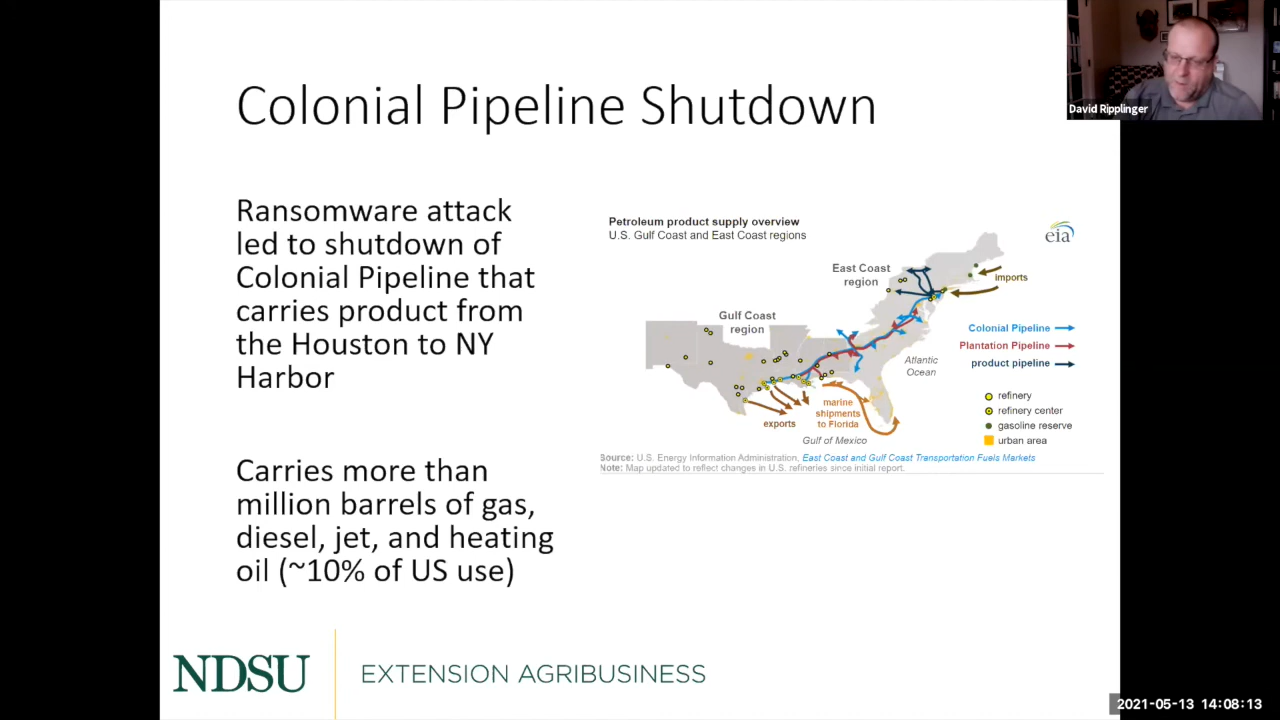 Colonial Pipeline Shutdown
David Ripplinger
Ransomware attack
led to shutdown of
Colonial Pipeline that
carries product from
the Houston to NY
Harbor
Carries more than
million barrels of gas,
diesel, jet, and heating
oil (~10% of US use)
Petroleum product supply overview
U.S. Gulf Coast and East Coast regions
eia
East Coast
region
imports
Gulf Coast
region
Colonial Pipeline
Plantation Pipeline
product pipeline
Atlantic
Ocean
refinery
refinery center
gasoline reserve
urban area
marine
shipments
to Florida
exports
Gulf of Mexico
Source: U.S. Energy Information Administration, East Coast and Gulf Coast Transportation Fuels Markets
Note: Map updated to reflect changes in U.S. refineries since initial report.
NDSU
EXTENSION AGRIBUSINESS
2021-05-13 14:08:13